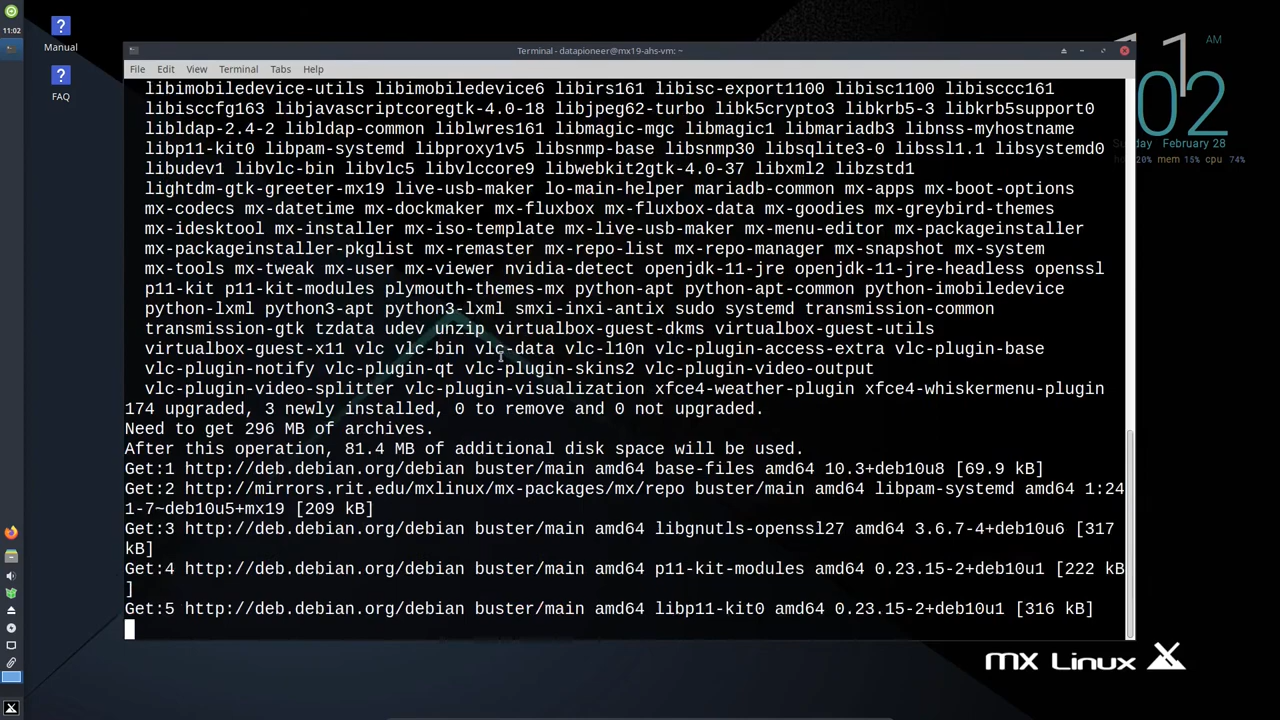 11:02
Manual
FAQ
Terminal - datapioneer@mx19-ahs-vm: ~
File Edit View Terminal Tabs Help
libimobiledevice-utils libimobiledevice6 libirs161 libisc-export1100 libisc1100 libisccc161
libisccfg163 libjavascriptcoregtk-4.0-18 libjpeg62-turbo libk5crypto3 libkrb5-3 libkrb5support0
libldap-2.4-2 libldap-common liblwres161 libmagic-mgc libmagic1 libmariadb3 libnss-myhostname
libp11-kit0 libpam-systemd libproxy1v5 libsnmp-base libsnmp30 libsqlite3-0 libssl1.1 libsystemd0
libudev1 libvlc-bin libvlc5 libvlccore9 libwebkit2gtk-4.0-37 libxml2 libzstd1
lightdm-gtk-greeter-mx19 live-usb-maker lo-main-helper mariadb-common mx-apps mx-boot-options
mx-codecs mx-datetime mx-dockmaker mx-fluxbox mx-fluxbox-data mx-goodies mx-greybird-themes
mx-idesktool mx-installer mx-iso-template mx-live-usb-maker mx-menu-editor mx-packageinstaller
mx-packageinstaller-pkglist mx-remaster mx-repo-list mx-repo-manager mx-snapshot mx-system
mx-tools mx-tweak mx-user mx-viewer nvidia-detect openjdk-11-jre openjdk-11-jre-headless openssl
p11-kit p11-kit-modules plymouth-themes-mx python-apt python-apt-common python-imobiledevice
python-lxml python3-apt python3-lxml smxi-inxi-antix sudo systemd transmission-common
transmission-gtk tzdata udev unzip virtualbox-guest-dkms virtualbox-guest-utils
virtualbox-guest-x11 vlc vlc-bin vlc-data vlc-l10n vlc-plugin-access-extra vlc-plugin-base
vlc-plugin-notify vlc-plugin-qt vlc-plugin-skins2 vlc-plugin-video-output
vlc-plugin-video-splitter vlc-plugin-visualization xfce4-weather-plugin xfce4-whiskermenu-plugin
174 upgraded, 3 newly installed, 0 to remove and 0 not upgraded.
Need to get 296 MB of archives.
After this operation, 81.4 MB of additional disk space will be used.
Get:1 http://deb.debian.org/debian buster/main amd64 base-files amd64 10.3+deb10u8 [69.9 kB]
Get:2 http://mirrors.rit.edu/mxlinux/mx-packages/mx/repo buster/main amd64 libpam-systemd amd64 1:24
1-7~deb10u5+mx19 [209 kB]
Get:3 http://deb.debian.org/debian buster/main amd64 libgnutls-openssl27 amd64 3.6.7-4+deb10u6 [317
kB]
Get:4 http://deb.debian.org/debian buster/main amd64 p11-kit-modules amd64 0.23.15-2+deb10u1 [222 kB
]
Get:5 http://deb.debian.org/debian buster/main amd64 libp11-kit0 amd64 0.23.15-2+deb10u1 [316 kB]
AM
02
February 28
20% mem 15% cpu 74%
MX Linux